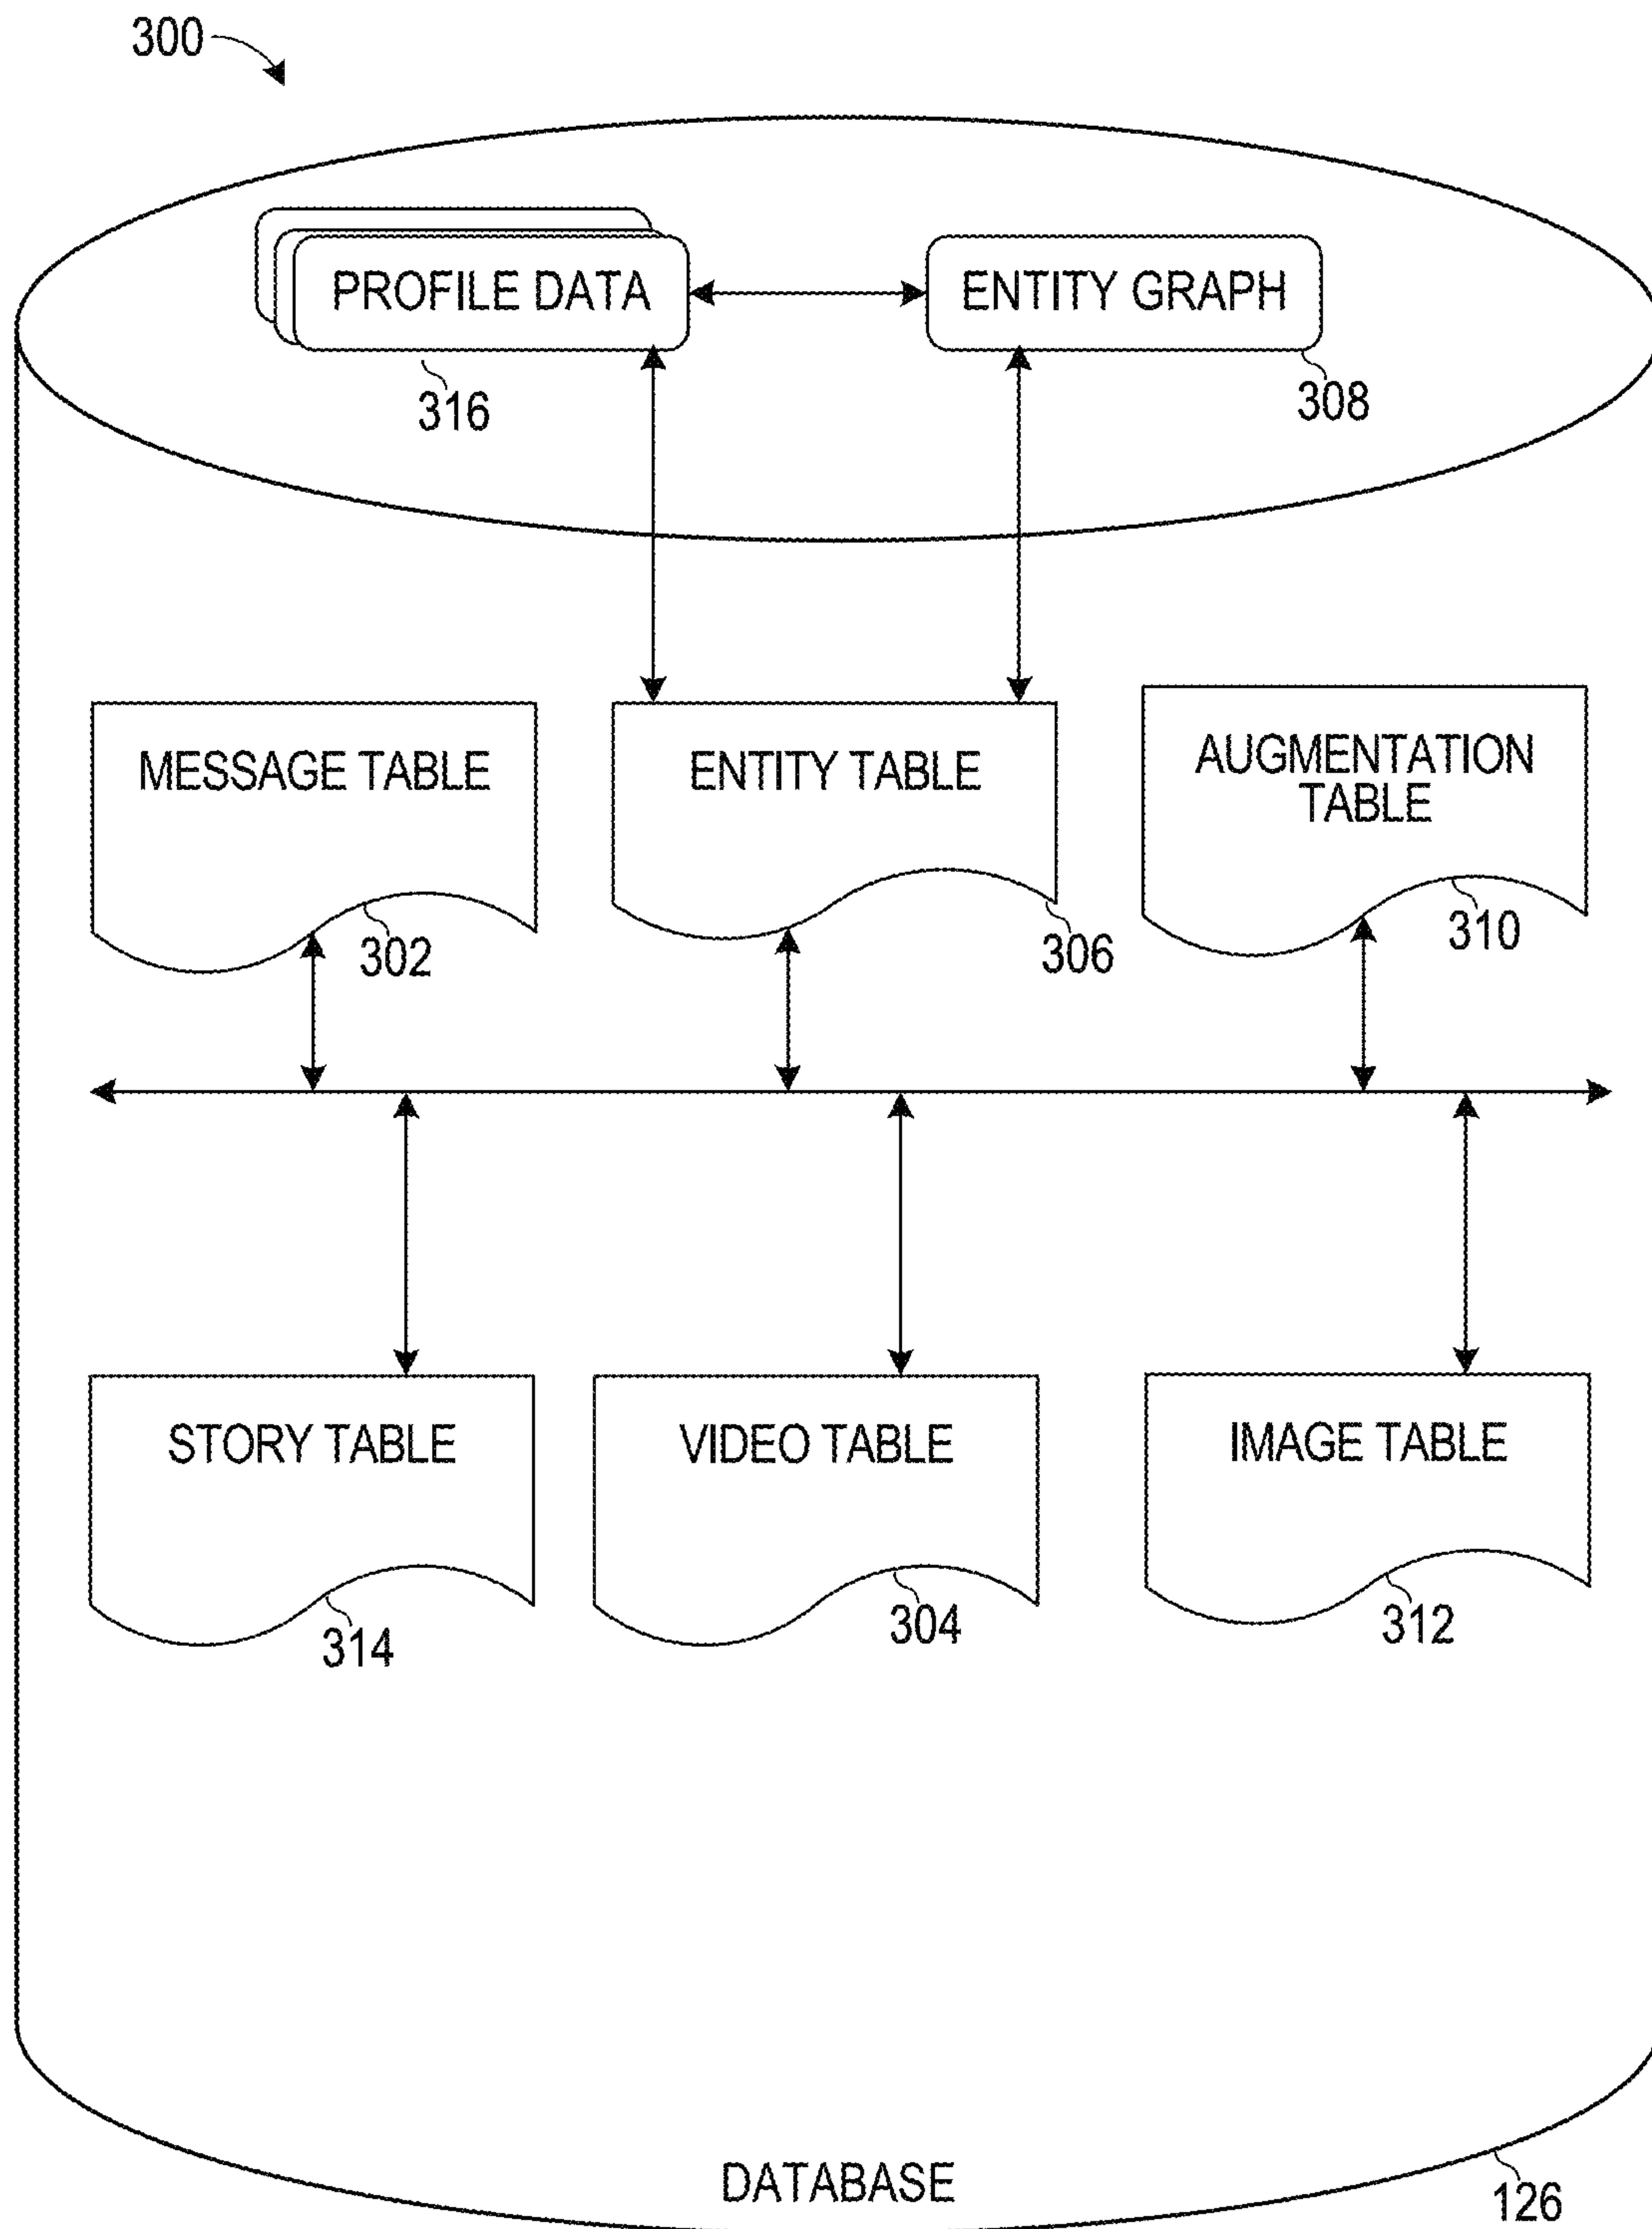 300
PROFILE DATA
ENTITY GRAPH
316
308
MESSAGE TABLE
ENTITY TABLE
AUGMENTATION
TABLE
302
306
310
STORY TABLE
VIDEO TABLE
IMAGE TABLE
314
304
312
DATABASE
126